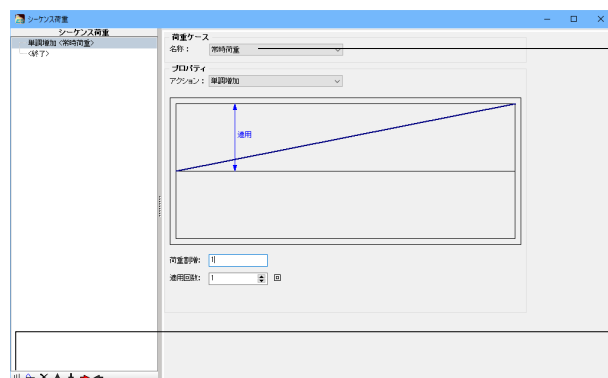 シーケンス荷重
シーケンス荷重
単調増加 <常時荷重>
<終了>
荷重ケース
名称： 常時荷重
プロパティ
アクション： 単調増加
適用
荷重割増: 1
適用回数: 1 回